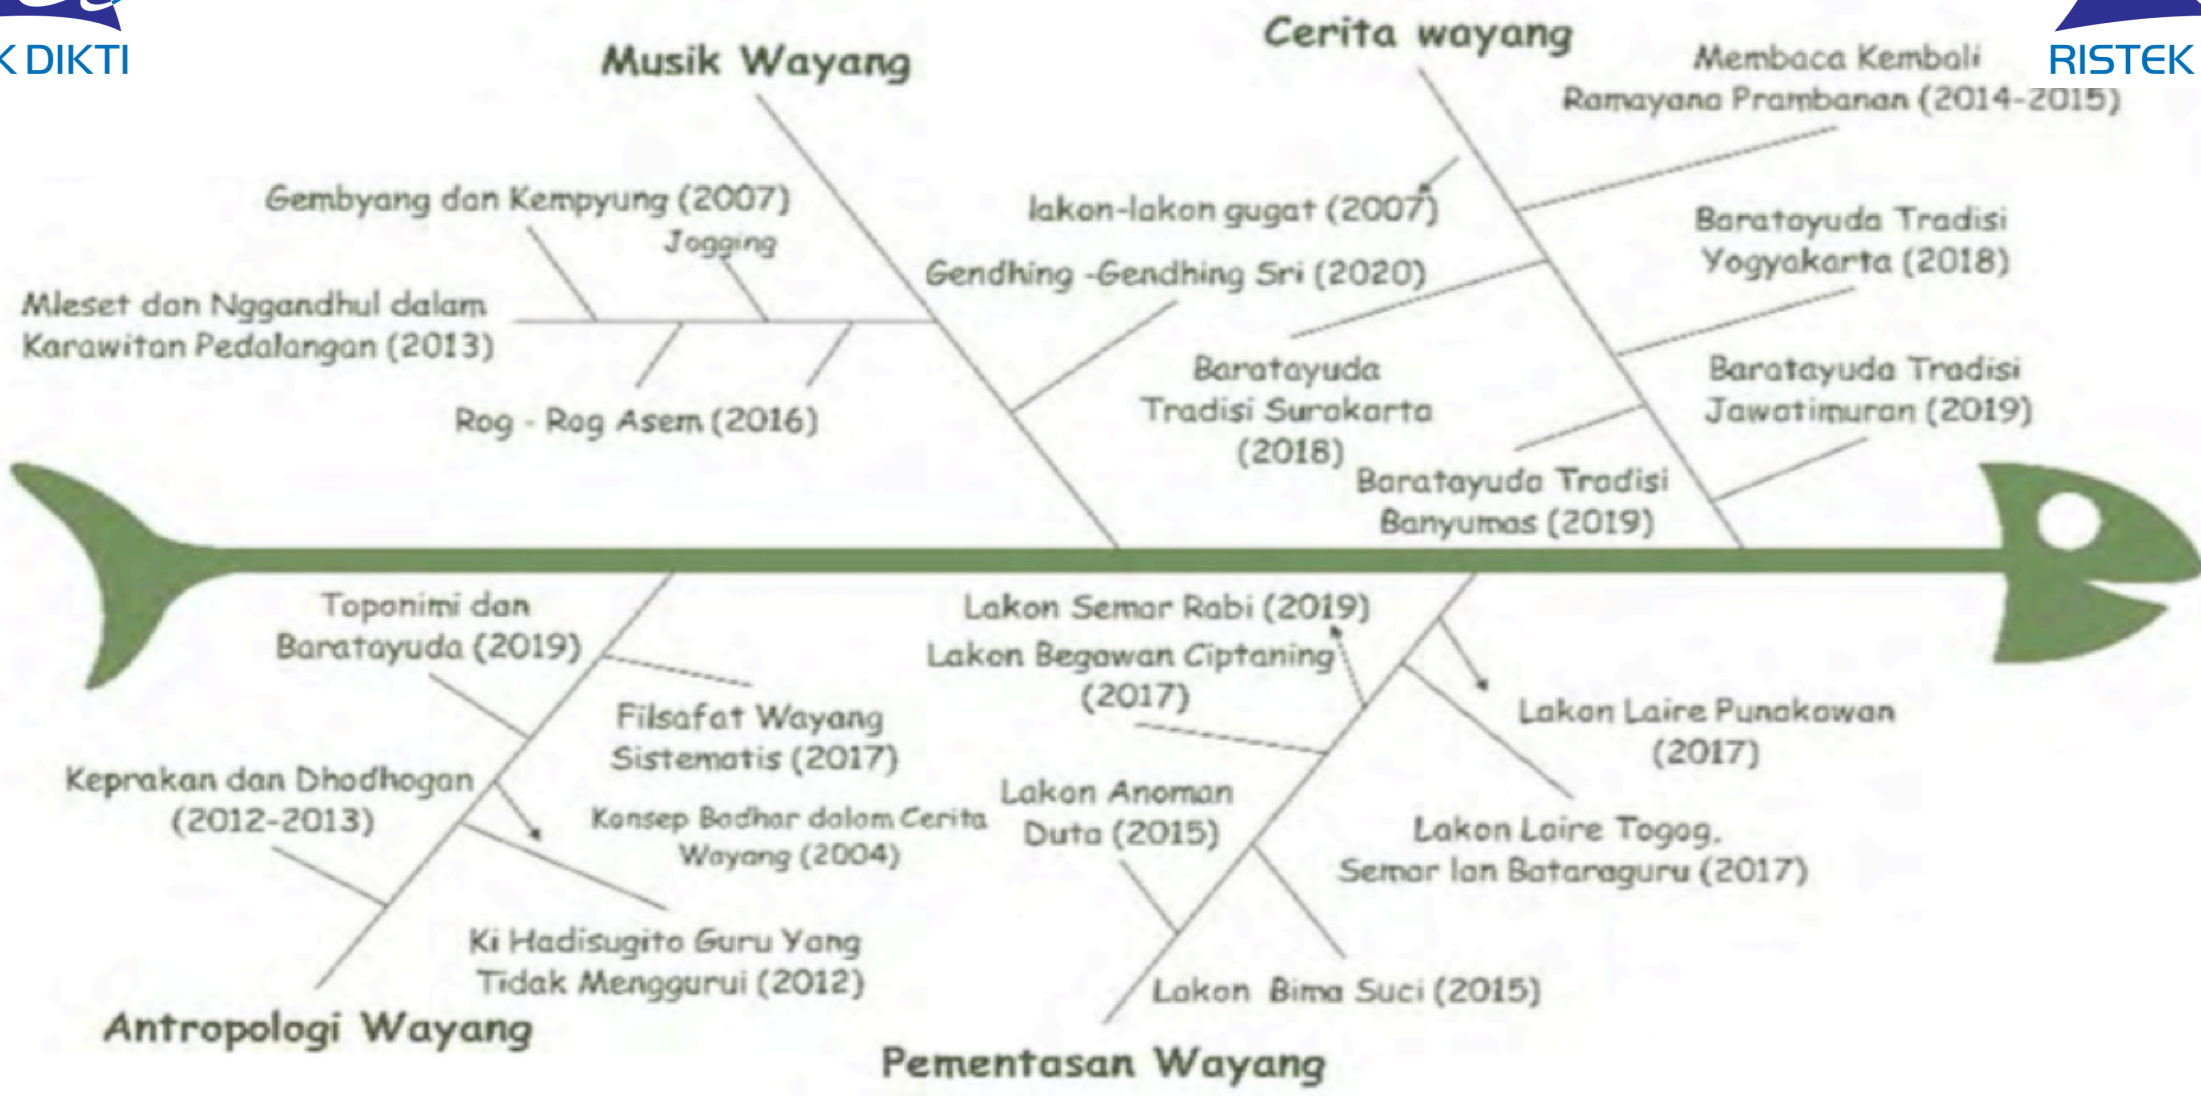 K DIKTI
RISTEK
Musik Wayang
Gembyang dan Kempyung (2007)
Jogging
Mleset dan Nggandhul dalam
Karawitan Pedalangan (2013)
Rog - Rog Asem (2016)
Gendhing -Gendhing Sri (2020)
Cerita wayang
Membaca Kembali
Ramayana Prambanan (2014-2015)
lakon-lakon gugat (2007)
Baratayuda Tradisi
Yogyakarta (2018)
Baratayuda
Tradisi Surakarta
(2018)
Baratayuda Tradisi
Jawatimuran (2019)
Baratayuda Tradisi
Banyumas (2019)
Toponimi dan
Baratayuda (2019)
Filsafat Wayang
Sistematis (2017)
Keprakan dan Dhodhogan
(2012-2013)
Konsep Badhar dalam Cerita
Wayang (2004)
Ki Hadisugito Guru Yang
Tidak Menggurui (2012)
Antropologi Wayang
Lakon Semar Rabi (2019)
Lakon Begawan Ciptaning
(2017)
Lakon Laire Punakawan
(2017)
Lakon Anoman
Duta (2015)
Lakon Laire Togog,
Semar lan Bataraguru (2017)
Lakon Bima Suci (2015)
Pementasan Wayang